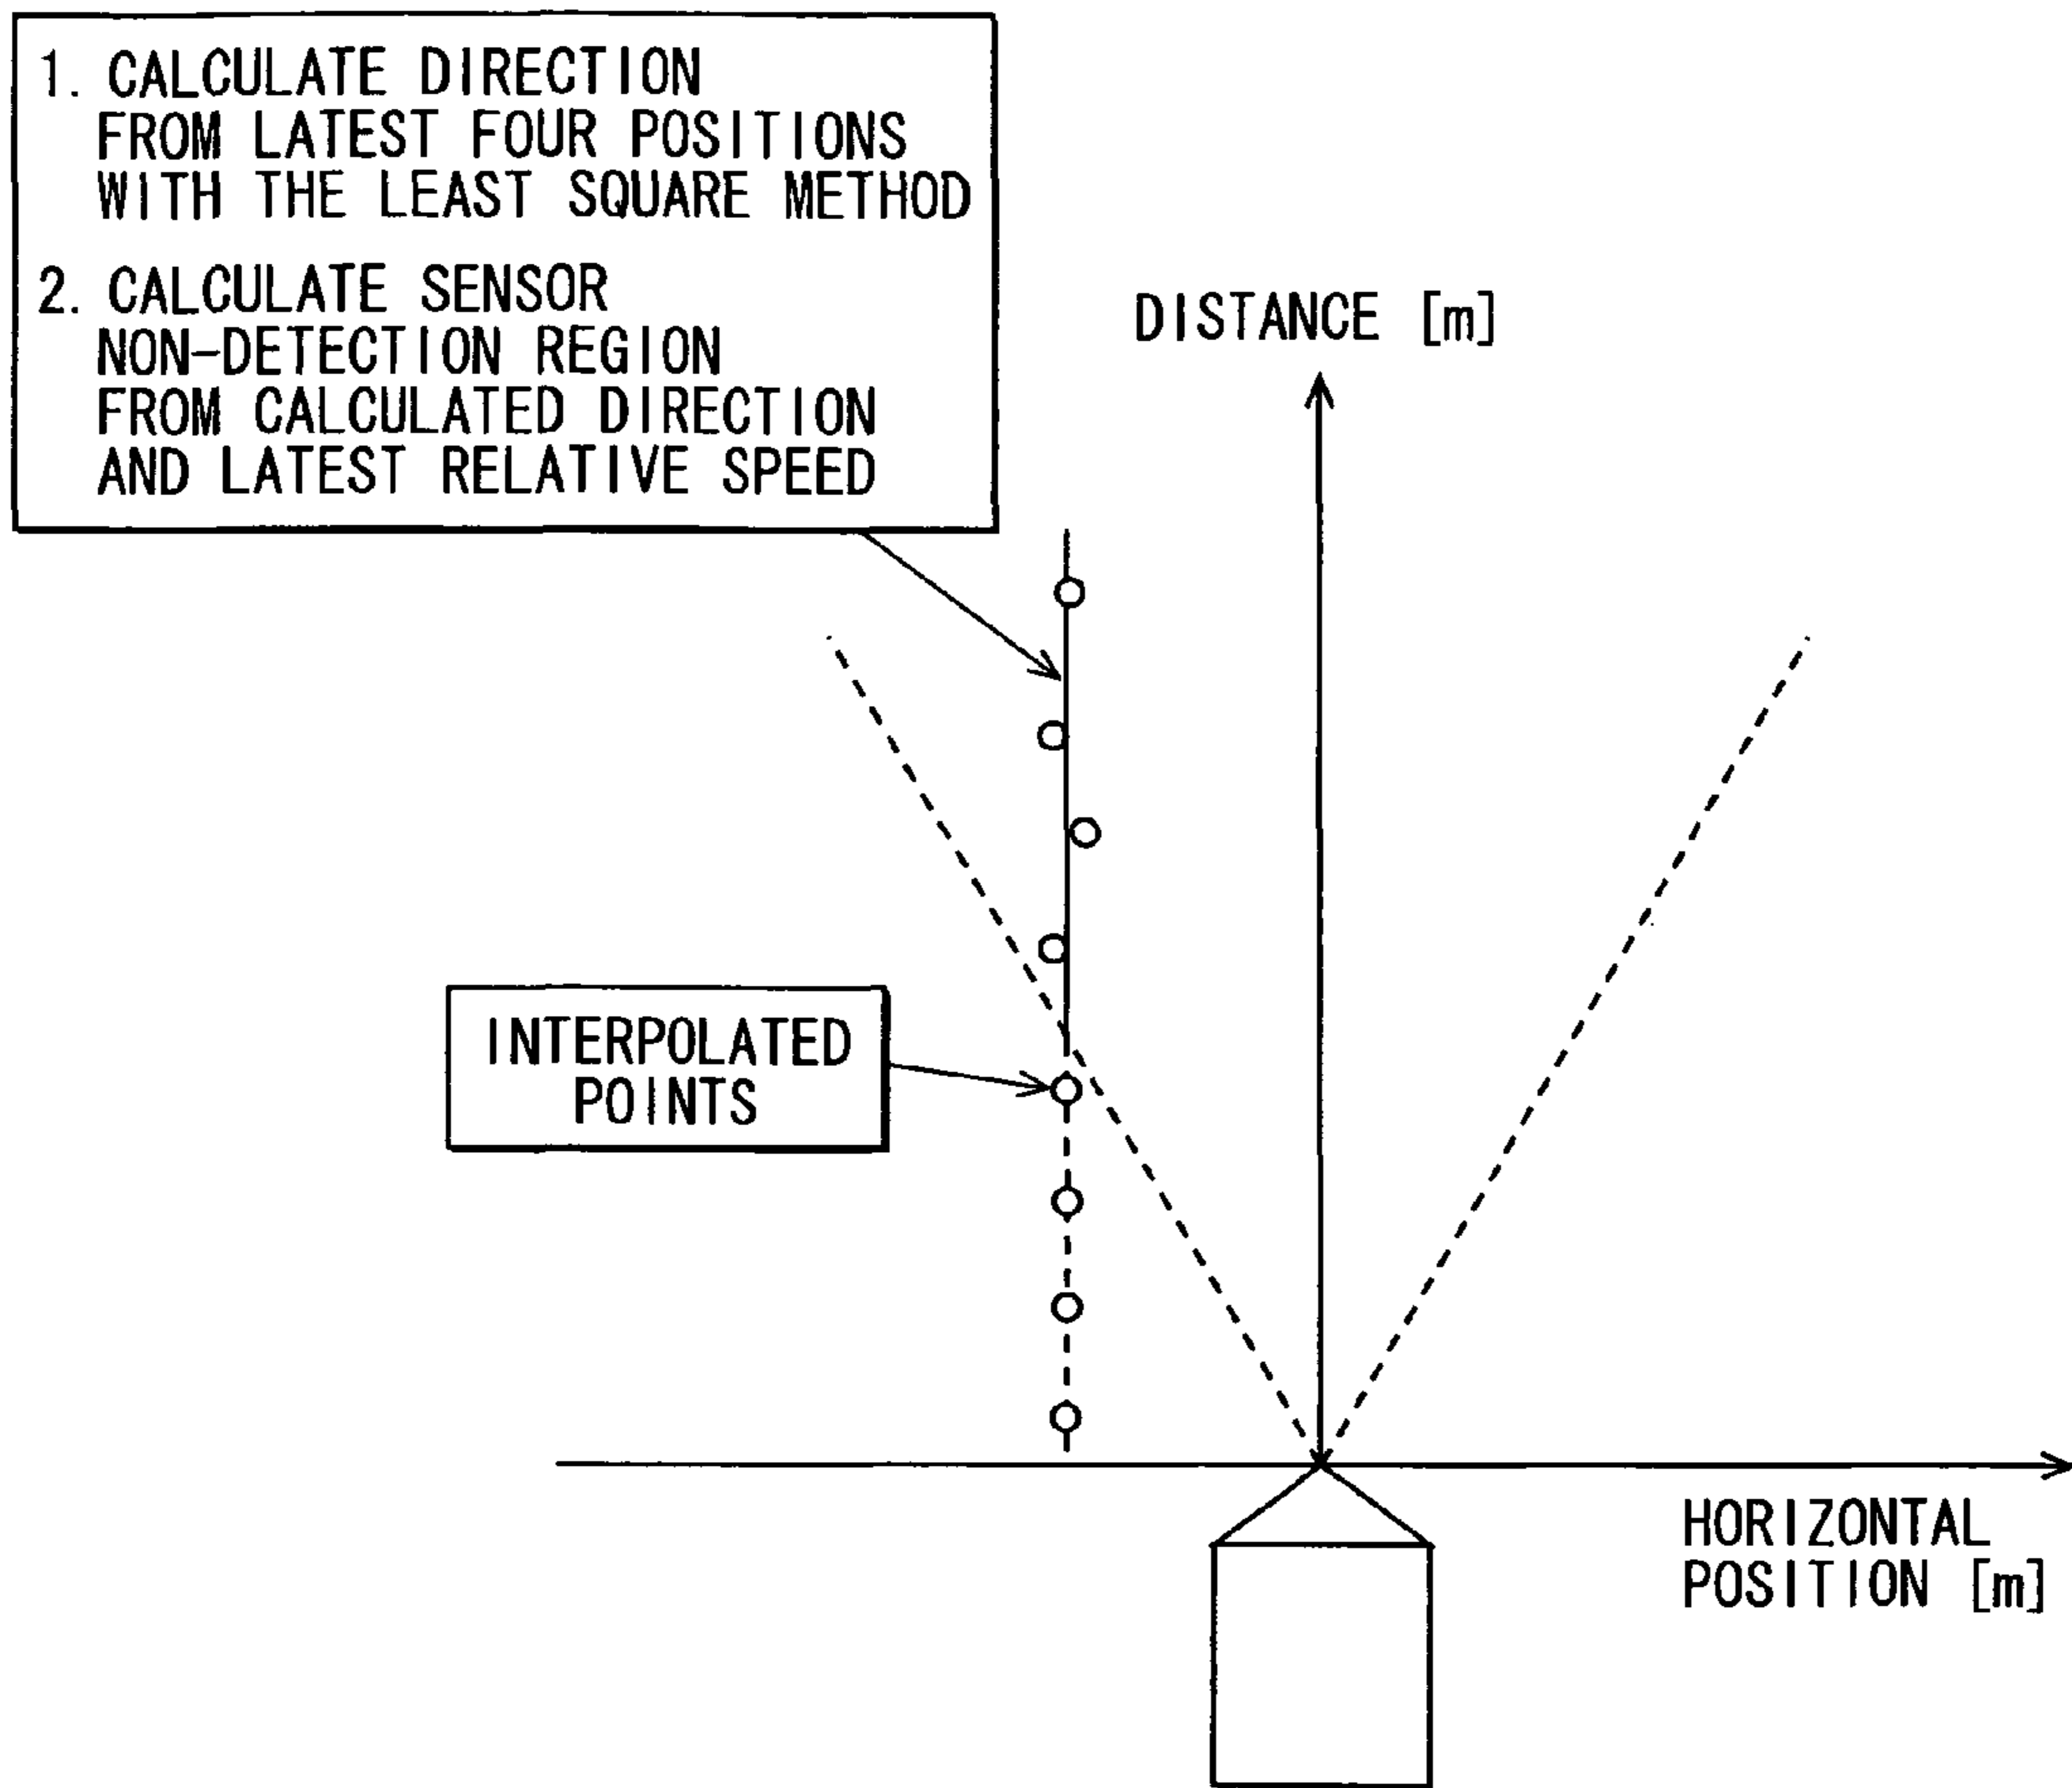 1. CALCULATE DIRECTION
FROM LATEST FOUR POSITIONS
WITH THE LEAST SQUARE METHOD
2. CALCULATE SENSOR
NON-DETECTION REGION
FROM CALCULATED DIRECTION
AND LATEST RELATIVE SPEED
DISTANCE [m]
INTERPOLATED
POINTS
HORIZONTAL
POSITION [m]